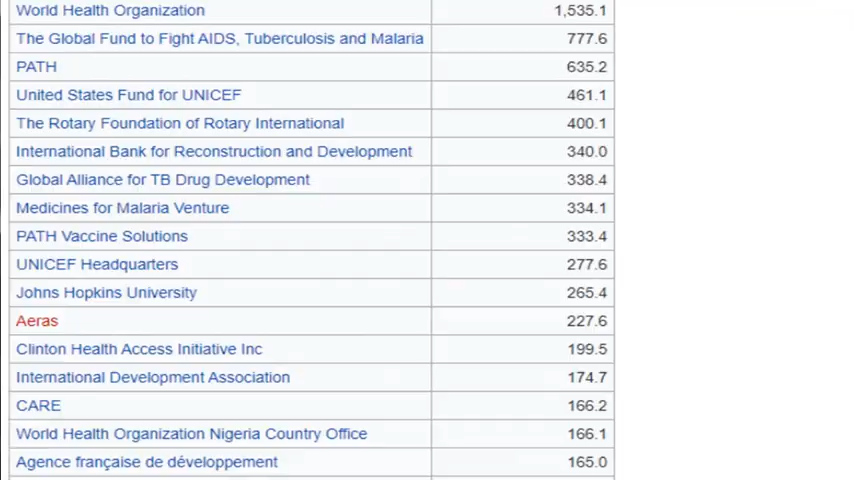 World Health Organization 1,535.1
The Global Fund to Fight AIDS, Tuberculosis and Malaria 777.6
PATH 635.2
United States Fund for UNICEF 461.1
The Rotary Foundation of Rotary International 400.1
International Bank for Reconstruction and Development 340.0
Global Alliance for TB Drug Development 338.4
Medicines for Malaria Venture 334.1
PATH Vaccine Solutions 333.4
UNICEF Headquarters 277.6
Johns Hopkins University 265.4
Aeras 227.6
Clinton Health Access Initiative Inc 199.5
International Development Association 174.7
CARE 166.2
World Health Organization Nigeria Country Office 166.1
Agence française de développement 165.0